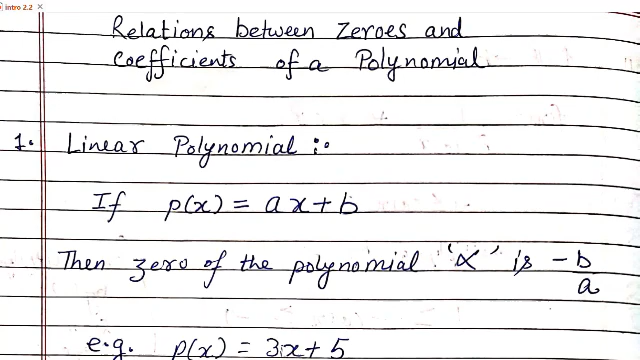 intro 2.2 ×
Relations between zeroes and
Coefficients of a Polynomial
1. Linear Polynomial :-
If p(x) = ax + b
Then zero of the polynomial 'α' is -b/a
e.g. p(x) = 3x + 5